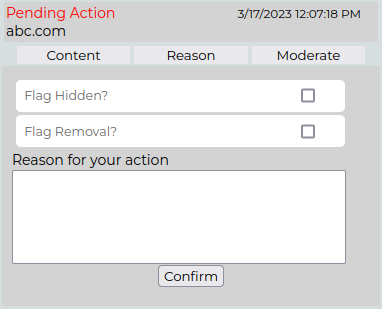 Pending Action 3/17/2023 12:07:18 PM
abc.com
Content Reason Moderate
Flag Hidden?
Flag Removal?
Reason for your action
Confirm